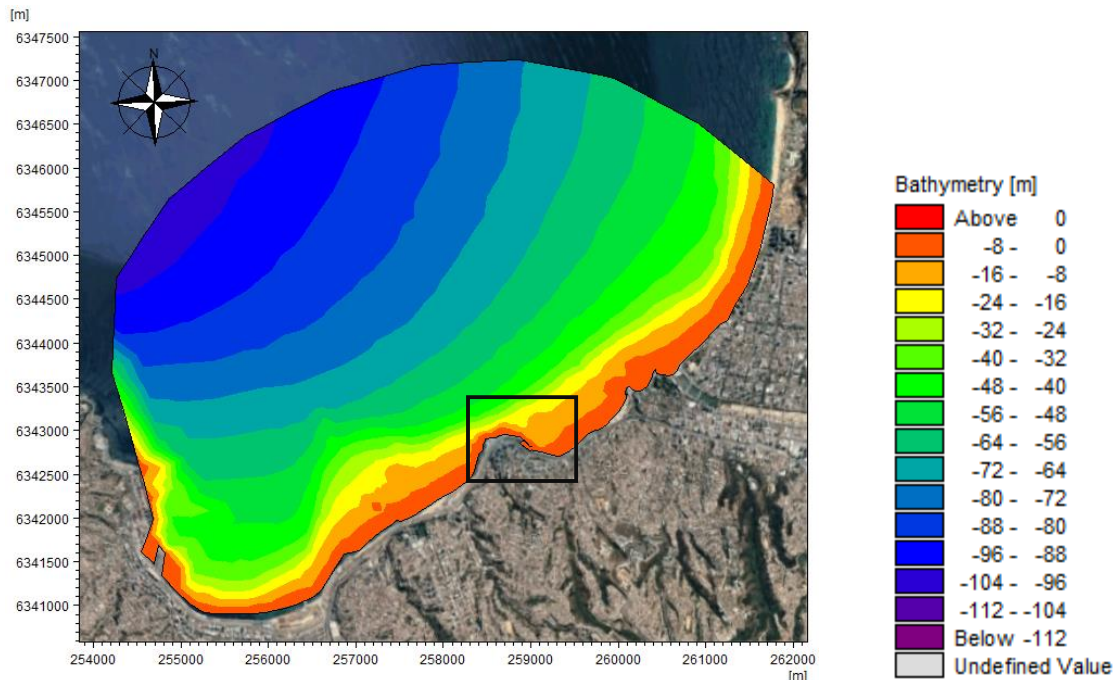 [m]
6347500
6347000
6346500
6346000
6345500
6345000
6344500
6344000
6343500
6343000
6342500
6342000
6341500
6341000
N
254000 255000 256000 257000 258000 259000 260000 261000 262000
[m]
Bathymetry [m]
Above 0
-8 - 0
-16 - -8
-24 - -16
-32 - -24
-40 - -32
-48 - -40
-56 - -48
-64 - -56
-72 - -64
-80 - -72
-88 - -80
-96 - -88
-104 - -96
-112 - -104
Below -112
Undefined Value